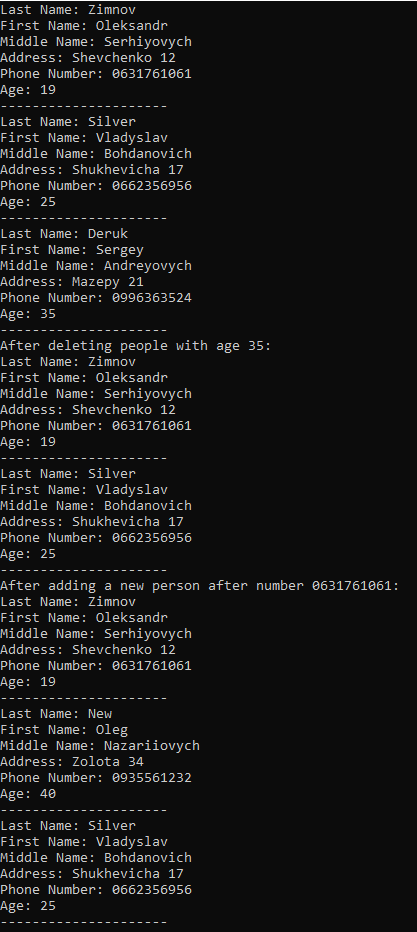 Last Name: Zimnov
First Name: Oleksandr
Middle Name: Serhiyovych
Address: Shevchenko 12
Phone Number: 0631761061
Age: 19
---------------------
Last Name: Silver
First Name: Vladyslav
Middle Name: Bohdanovich
Address: Shukhevicha 17
Phone Number: 0662356956
Age: 25
---------------------
Last Name: Deruk
First Name: Sergey
Middle Name: Andreyovych
Address: Mazepy 21
Phone Number: 0996363524
Age: 35
---------------------
After deleting people with age 35:
Last Name: Zimnov
First Name: Oleksandr
Middle Name: Serhiyovych
Address: Shevchenko 12
Phone Number: 0631761061
Age: 19
---------------------
Last Name: Silver
First Name: Vladyslav
Middle Name: Bohdanovich
Address: Shukhevicha 17
Phone Number: 0662356956
Age: 25
---------------------
After adding a new person after number 0631761061:
Last Name: Zimnov
First Name: Oleksandr
Middle Name: Serhiyovych
Address: Shevchenko 12
Phone Number: 0631761061
Age: 19
---------------------
Last Name: New
First Name: Oleg
Middle Name: Nazariiovych
Address: Zolota 34
Phone Number: 0935561232
Age: 40
---------------------
Last Name: Silver
First Name: Vladyslav
Middle Name: Bohdanovich
Address: Shukhevicha 17
Phone Number: 0662356956
Age: 25
---------------------